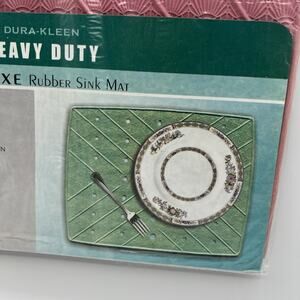 DURA-KLEEN
EAVY DUTY
XE RUBBER SINK MAT
N